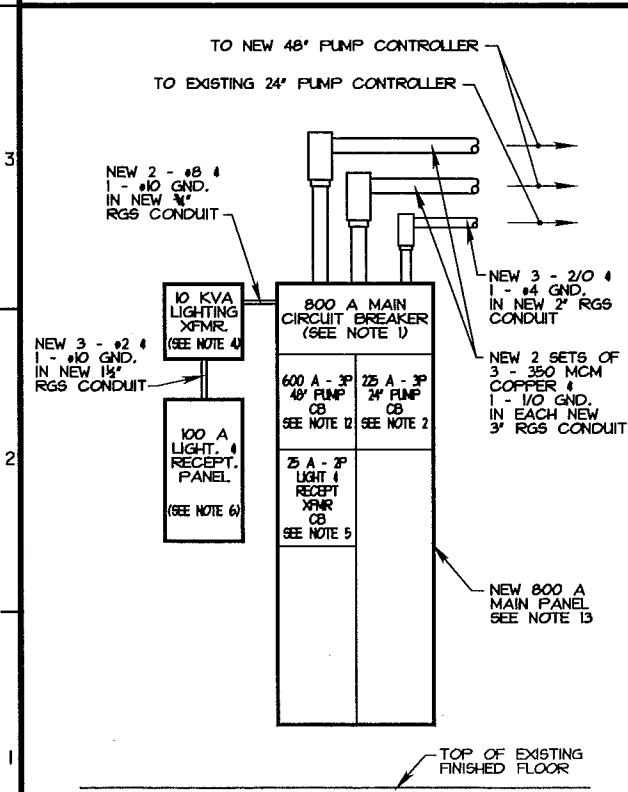 TO NEW 48" PUMP CONTROLLER
TO EXISTING 24" PUMP CONTROLLER
3
NEW 2 - #8 &
1 - #10 GND.
IN NEW ¾"
RGS CONDUIT
10 KVA
LIGHTING
XFMR.
(SEE NOTE 4)
800 A MAIN
CIRCUIT BREAKER
(SEE NOTE 1)
NEW 3 - 2/0 &
1 - #4 GND.
IN NEW 2" RGS
CONDUIT
NEW 3 - #2 &
1 - #10 GND.
IN NEW 1½"
RGS CONDUIT
600 A - 3P
48" PUMP
CB
SEE NOTE 12
225 A - 3P
24" PUMP
CB
SEE NOTE 2
NEW 2 SETS OF
3 - 350 MCM
COPPER &
1 - 1/0 GND.
IN EACH NEW
3" RGS CONDUIT
2
100 A
LIGHT. &
RECEPT.
PANEL
(SEE NOTE 6)
75 A - 2P
LIGHT &
RECEPT
XFMR
CB
SEE NOTE 5
NEW 800 A
MAIN PANEL
SEE NOTE 13
1
TOP OF EXISTING
FINISHED FLOOR